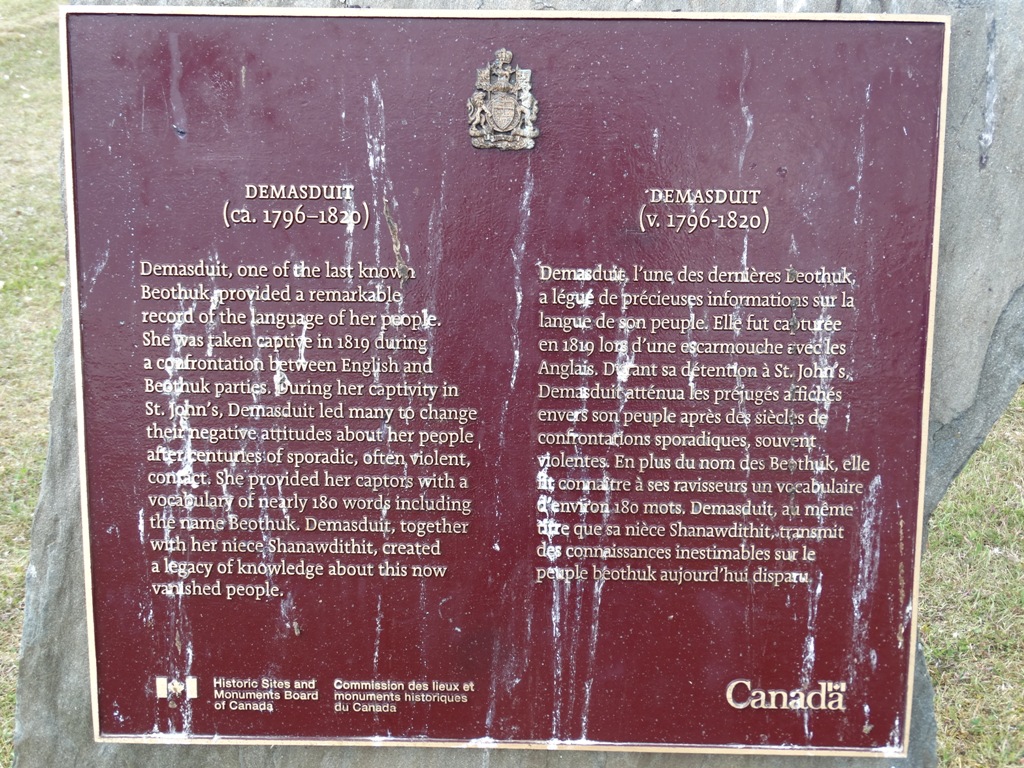 DEMASDUIT
(ca. 1796–1820)
Demasduit, one of the last known
Beothuk, provided a remarkable
record of the language of her people.
She was taken captive in 1819 during
a confrontation between English and
Beothuk parties. During her captivity in
St. John's, Demasduit led many to change
their negative attitudes about her people
after centuries of sporadic, often violent,
contact. She provided her captors with a
vocabulary of nearly 180 words including
the name Beothuk. Demasduit, together
with her niece Shanawdithit, created
a legacy of knowledge about this now
vanished people.
DEMASDUIT
(v. 1796-1820)
Demasduit, l'une des dernières Beothuk,
a légué de précieuses informations sur la
langue de son peuple. Elle fut capturée
en 1819 lors d'une escarmouche avec les
Anglais. Durant sa détention à St. John's,
Demasduit atténua les préjugés affichés
envers son peuple après des siècles de
confrontations sporadiques, souvent
violentes. En plus du nom des Beothuk, elle
fit connaître à ses ravisseurs un vocabulaire
d'environ 180 mots. Demasduit, au même
titre que sa nièce Shanawdithit, transmit
des connaissances inestimables sur le
peuple béothuk aujourd'hui disparu.
Historic Sites and
Monuments Board
of Canada
Commission des lieux et
monuments historiques
du Canada
Canada